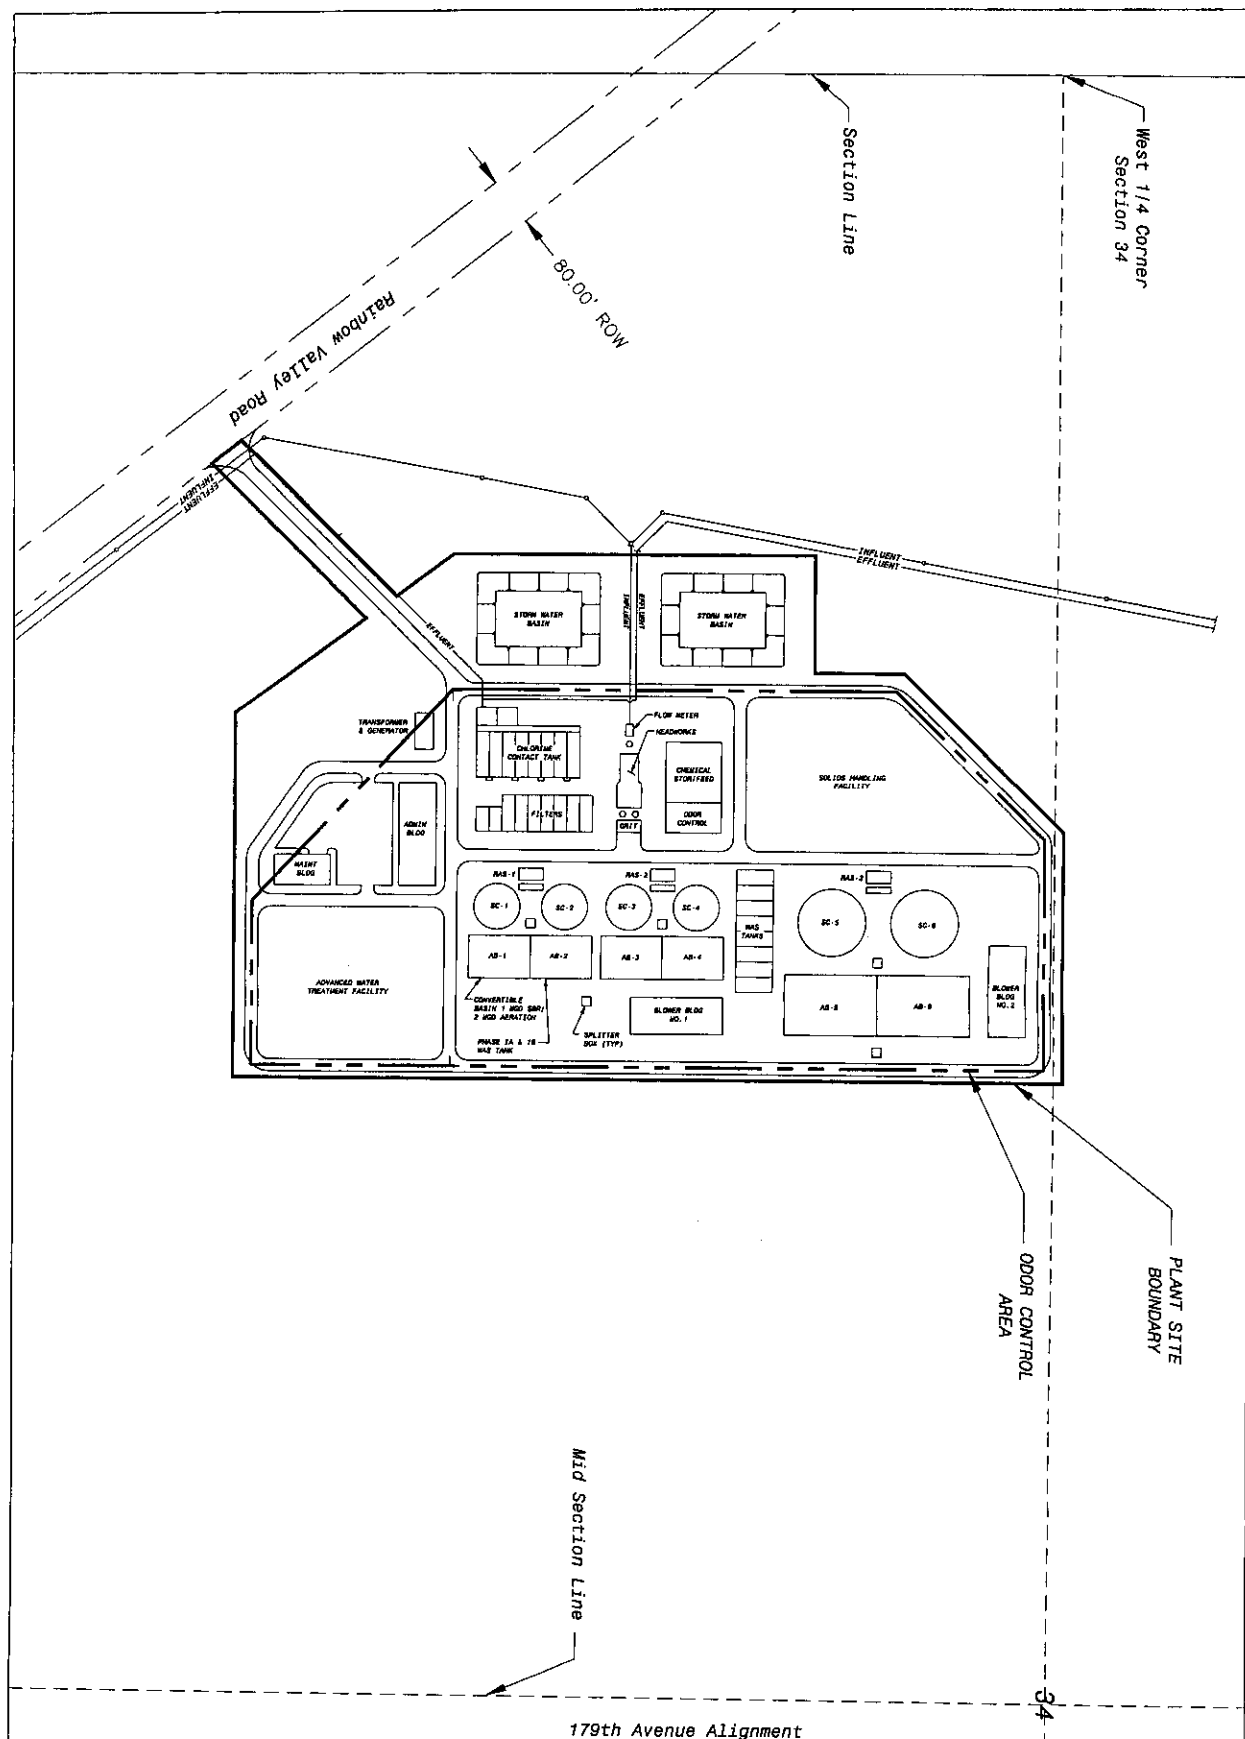 West 1/4 Corner
Section 34
Section Line
80.00' ROW
Rainbow Valley Road
INFLUENT
EFFLUENT
INFLUENT
EFFLUENT
EFFLUENT
EFFLUENT
INFLUENT
STORM WATER
BASIN
STORM WATER
BASIN
TRANSFORMER
& GENERATOR
FLOW METER
HEADWORKS
CHLORINE
CONTACT TANK
CHEMICAL
STOR/FEED
SOLIDS HANDLING
FACILITY
FILTERS
GRIT
ODOR
CONTROL
ADMIN
BLDG
MAINT
BLDG
RAS-1
RAS-2
RAS-3
SC-1
SC-2
SC-3
SC-4
SC-5
SC-6
WAS
TANKS
AB-1
AB-2
AB-3
AB-4
AB-5
AB-6
ADVANCED WATER
TREATMENT FACILITY
CONVERTIBLE
BASIN 1 MGD SBR/
2 MGD AERATION
PHASE IA & IB
WAS TANK
SPLITTER
BOX (TYP)
BLOWER BLDG
NO.1
BLOWER
BLDG
NO.2
ODOR CONTROL
AREA
PLANT SITE
BOUNDARY
Mid Section Line
34
179th Avenue Alignment